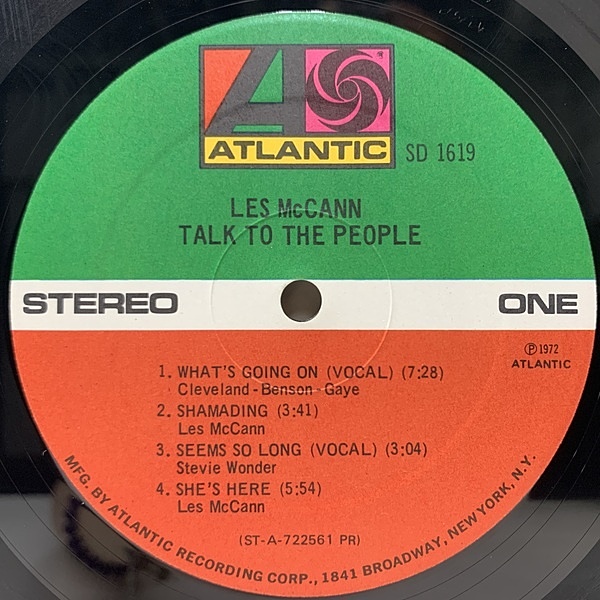 ATLANTIC
SD 1619
LES McCANN
TALK TO THE PEOPLE
STEREO
ONE
℗1972
ATLANTIC
1. WHAT'S GOING ON (VOCAL) (7:28)
Cleveland-Benson-Gaye
2. SHAMADING (3:41)
Les McCann
3. SEEMS SO LONG (VOCAL) (3:04)
Stevie Wonder
4. SHE'S HERE (5:54)
Les McCann
(ST-A-722561 PR)
MFG. BY ATLANTIC RECORDING CORP., 1841 BROADWAY, NEW YORK, N.Y.